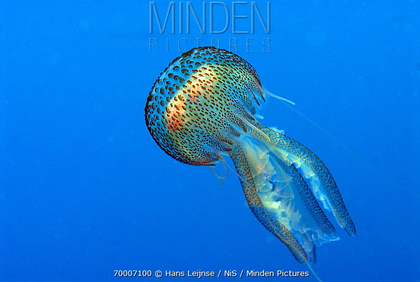 MINDEN
PICTURES
70007100 © Hans Leijnse / NiS / Minden Pictures